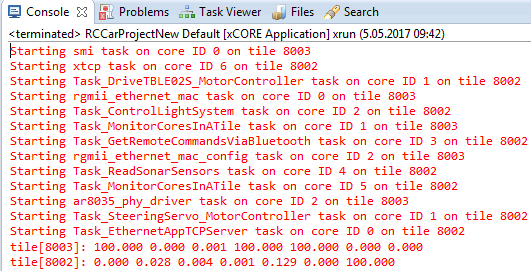 Console Problems Task Viewer Search Call Hierarchy
<terminated> RCCarProjectNew Default [xCORE Application] xrun (5.05.2017 09:42)
Starting smi task on core ID 0 on tile 8003
Starting xtcp task on core ID 6 on tile 8002
Starting Task_DriveTBLE02S_MotorController task on core ID 1 on tile 8002
Starting rgmii_ethernet_mac task on core ID 0 on tile 8003
Starting Task_ControlLightSystem task on core ID 2 on tile 8002
Starting Task_MonitorCoresInATile task on core ID 1 on tile 8003
Starting Task_GetRemoteCommandsViaBluetooth task on core ID 3 on tile 8002
Starting rgmii_ethernet_mac_config task on core ID 2 on tile 8003
Starting Task_ReadSonarSensors task on core ID 4 on tile 8002
Starting Task_MonitorCoresInATile task on core ID 5 on tile 8002
Starting ar8035_phy_driver task on core ID 2 on tile 8003
Starting Task_SteeringServo_MotorController task on core ID 1 on tile 8002
Starting Task_EthernetAppTCPServer task on core ID 0 on tile 8002
tile[8003]: 100.000 0.000 0.001 100.000 100.000 0.000 0.000
tile[8002]: 0.000 0.028 0.004 0.001 0.129 0.000 100.000